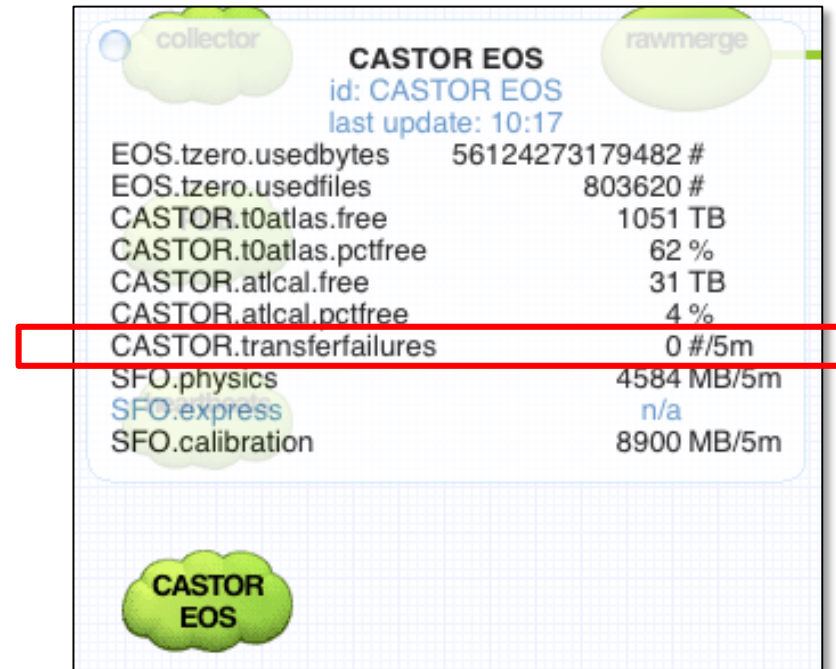 collector
rawmerge
CASTOR EOS
id: CASTOR EOS
last update: 10:17
EOS.tzero.usedbytes 56124273179482 #
EOS.tzero.usedfiles 803620 #
CASTOR.t0atlas.free 1051 TB
CASTOR.t0atlas.pctfree 62 %
CASTOR.atlcal.free 31 TB
CASTOR.atlcal.pctfree 4 %
CASTOR.transferfailures 0 #/5m
SFO.physics 4584 MB/5m
SFO.express n/a
SFO.calibration 8900 MB/5m
CASTOR
EOS